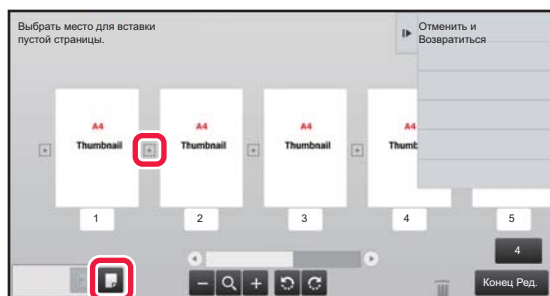 Выбрать место для вставки
пустой страницы.
Отменить и
Возвратиться
A4 A4 A4 A4
Thumbnail Thumbnail Thumbnail Thumb
1 2 3 4 5
4
Конец Ред.